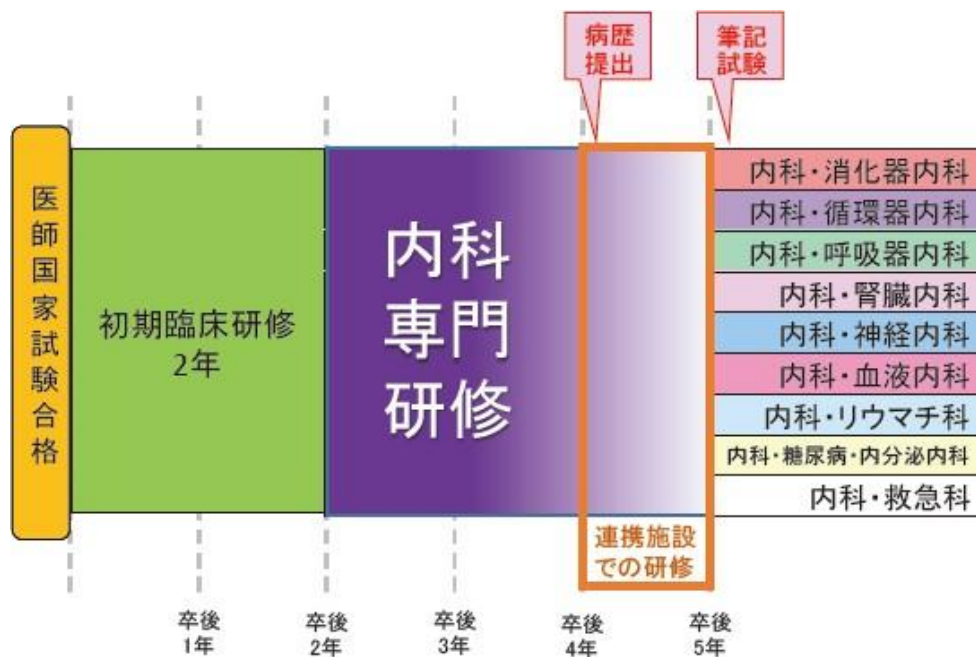 病歴
提出
筆記
試験
医師国家試験合格
初期臨床研修
2年
内科
専門
研修
内科・消化器内科
内科・循環器内科
内科・呼吸器内科
内科・腎臓内科
内科・神経内科
内科・血液内科
内科・リウマチ科
内科・糖尿病・内分泌内科
内科・救急科
連携施設
での研修
卒後
1年
卒後
2年
卒後
3年
卒後
4年
卒後
5年